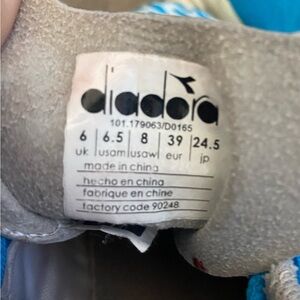 diadora
101.179063/D0165
6 6.5 8 39 24.5
uk usam usaw eur jp
made in china
hecho en china
fabrique en chine
factory code 90248